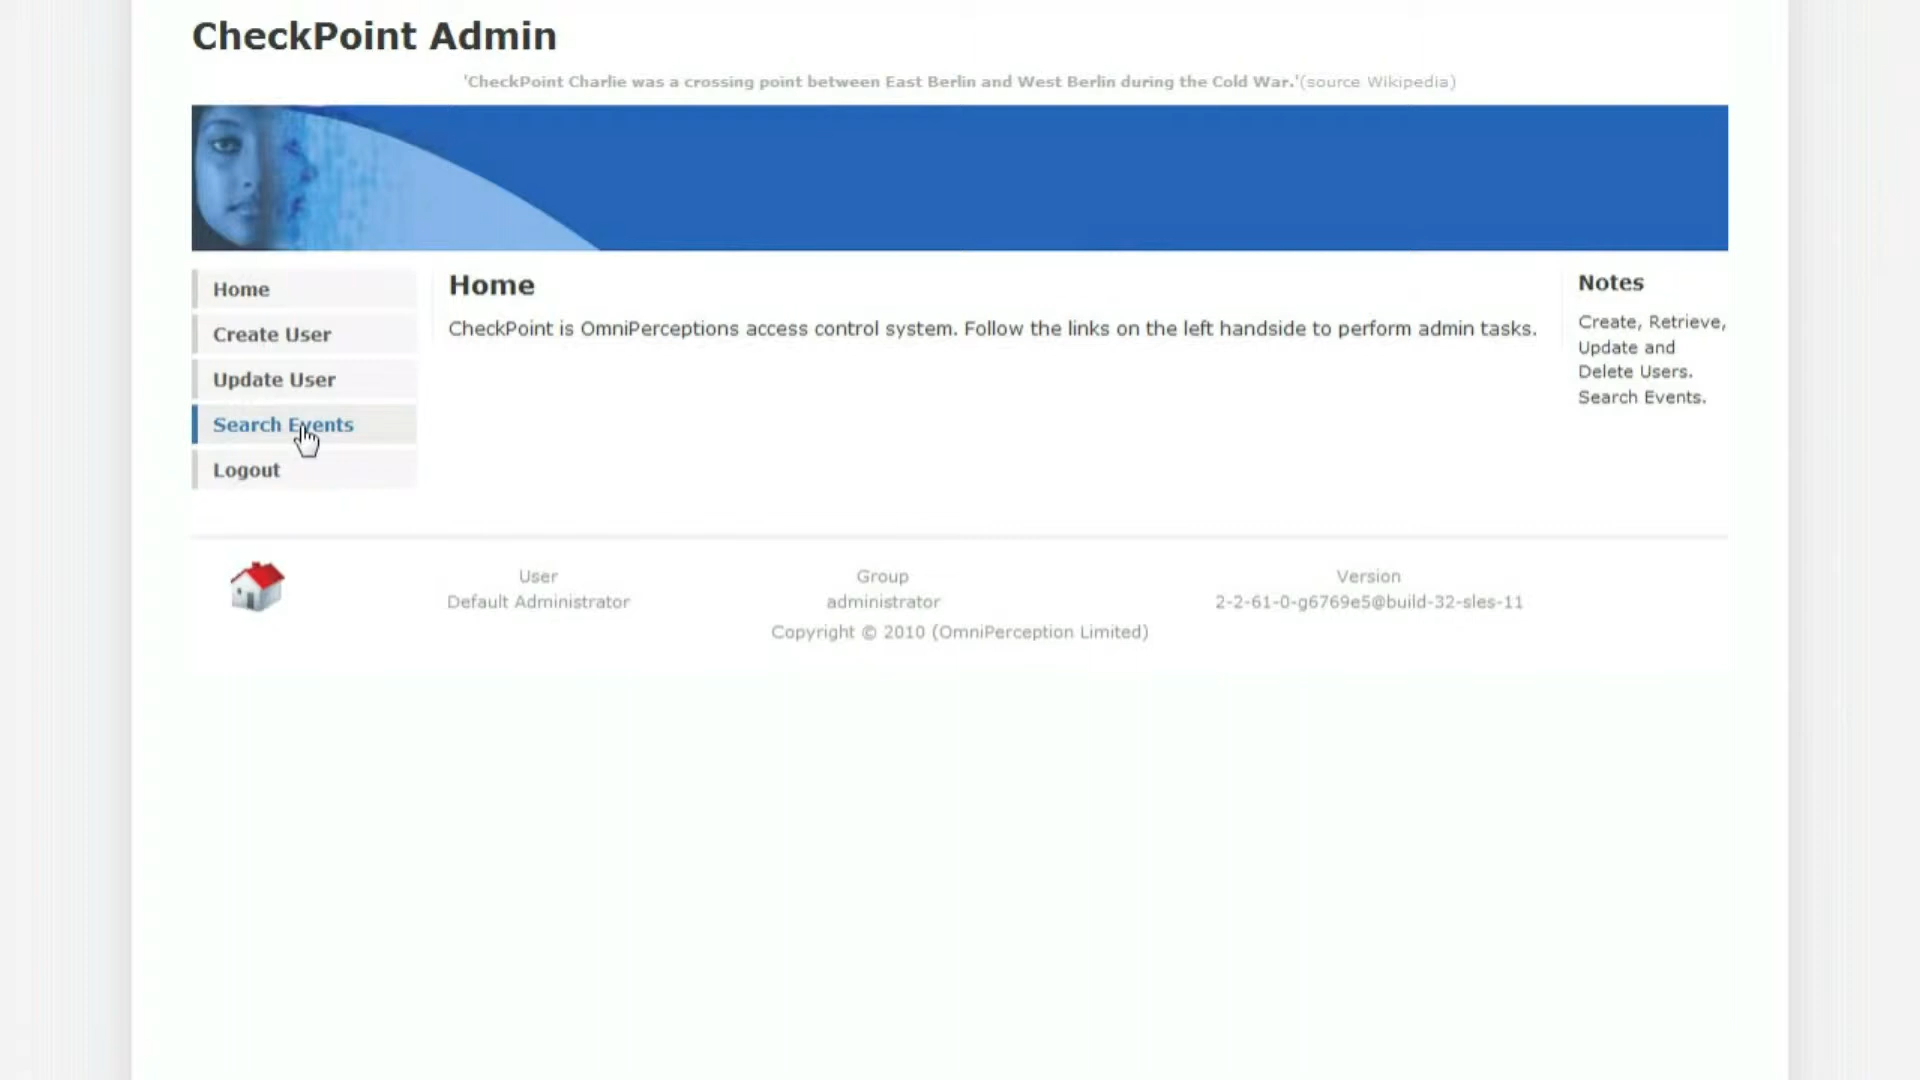 CheckPoint Admin
'CheckPoint Charlie was a crossing point between East Berlin and West Berlin during the Cold War.'(source Wikipedia)
Home
Create User
Update User
Search Events
Logout
Home
CheckPoint is OmniPerceptions access control system. Follow the links on the left handside to perform admin tasks.
Notes
Create, Retrieve,
Update and
Delete Users.
Search Events.
User
Default Administrator
Group
administrator
Version
2-2-61-0-g6769e5@build-32-sles-11
Copyright © 2010 (OmniPerception Limited)